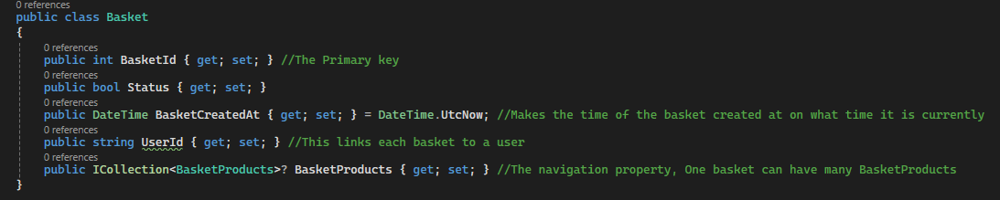 0 references
public class Basket
{
0 references
public int BasketId { get; set; } //The Primary key
0 references
public bool Status { get; set; }
0 references
public DateTime BasketCreatedAt { get; set; } = DateTime.UtcNow; //Makes the time of the basket created at on what time it is currently
0 references
public string UserId { get; set; } //This links each basket to a user
0 references
public ICollection<BasketProducts>? BasketProducts { get; set; } //The navigation property, One basket can have many BasketProducts
}